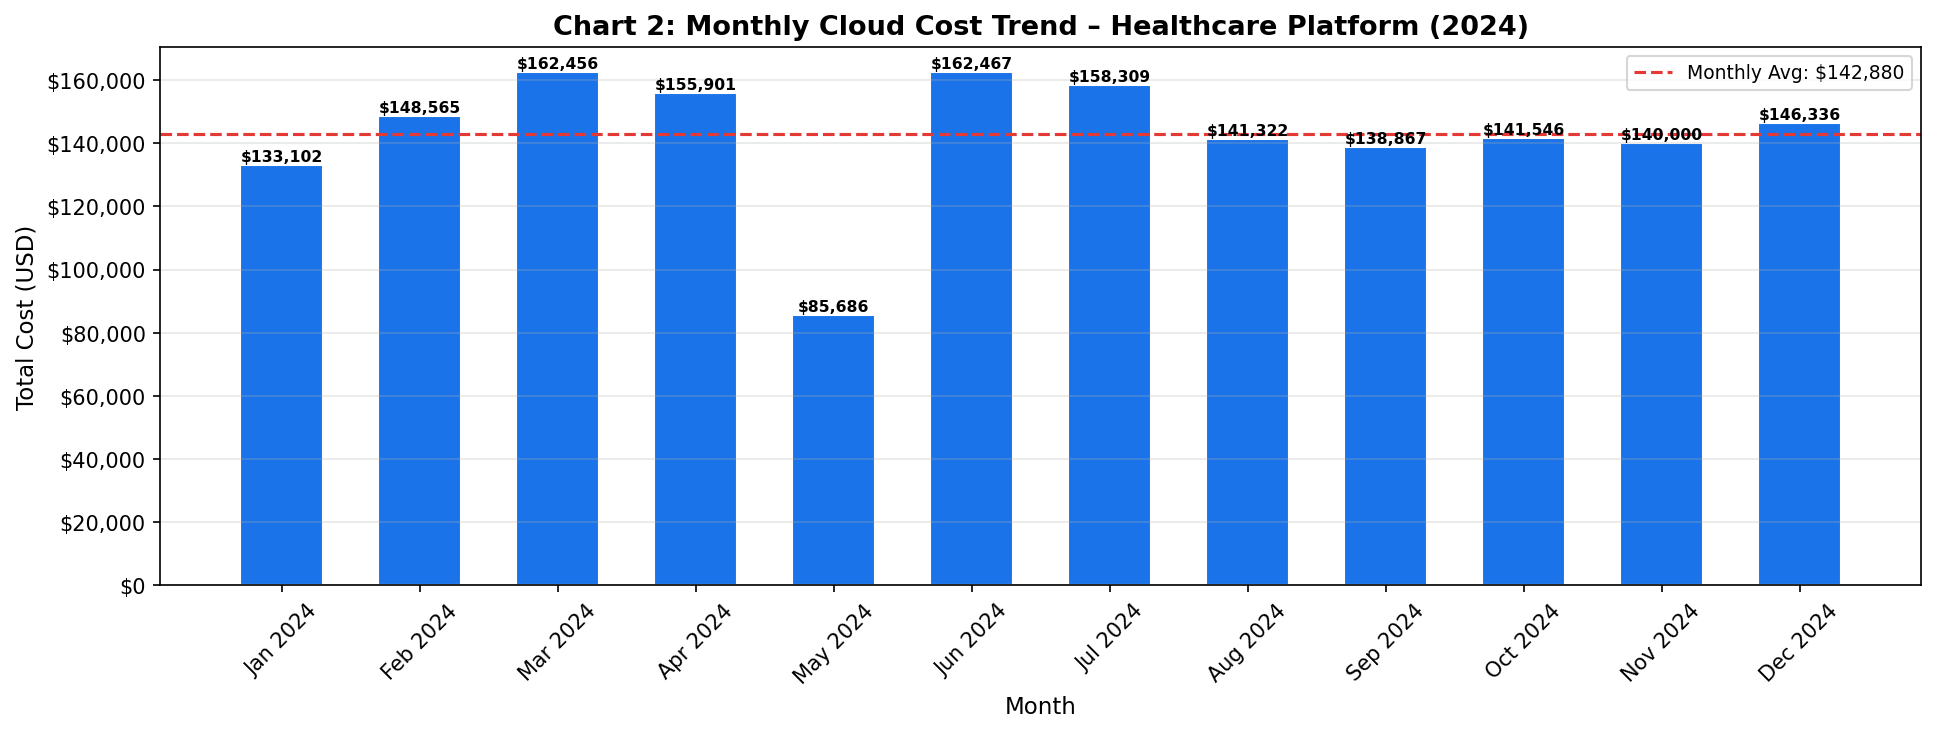 Chart 2: Monthly Cloud Cost Trend – Healthcare Platform (2024)
Monthly Avg: $142,880
Total Cost (USD)
$160,000
$140,000
$120,000
$100,000
$80,000
$60,000
$40,000
$20,000
$0
$133,102
$148,565
$162,456
$155,901
$85,686
$162,467
$158,309
$141,322
$138,867
$141,546
$140,000
$146,336
Jan 2024
Feb 2024
Mar 2024
Apr 2024
May 2024
Jun 2024
Jul 2024
Aug 2024
Sep 2024
Oct 2024
Nov 2024
Dec 2024
Month